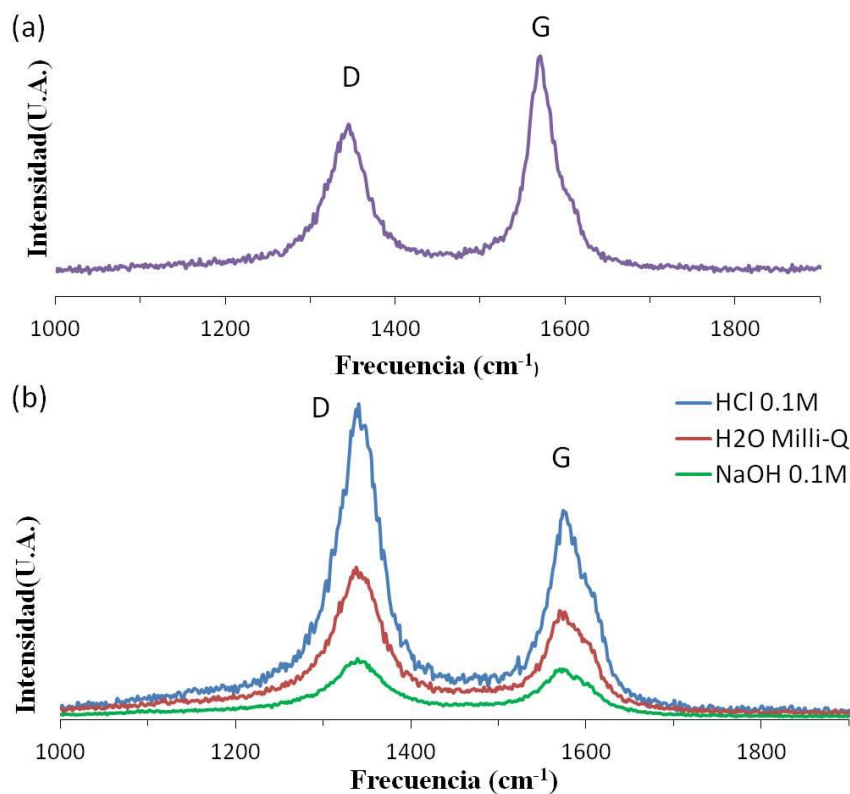 (a)
D
G
Intensidad(U.A.)
1000 1200 1400 1600 1800
Frecuencia (cm-1)
(b)
D
G
HCl 0.1M
H2O Milli-Q
NaOH 0.1M
Intensidad(U.A.)
1000 1200 1400 1600 1800
Frecuencia (cm-1)